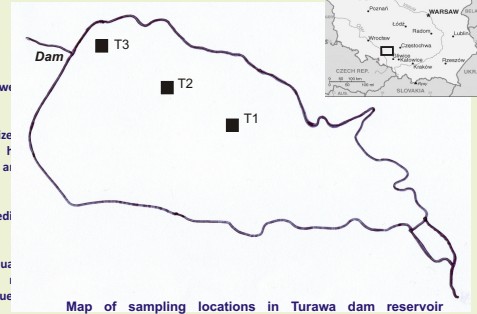 Poznań
WARSAW
Łódź
Radom
Lublin
Wrocław
Częstochowa
Gliwice
Katowice
Rzeszów
Kraków
CZECH REP.
SLOVAKIA
Dam
T3
T2
T1
Map of sampling locations in Turawa dam reservoir